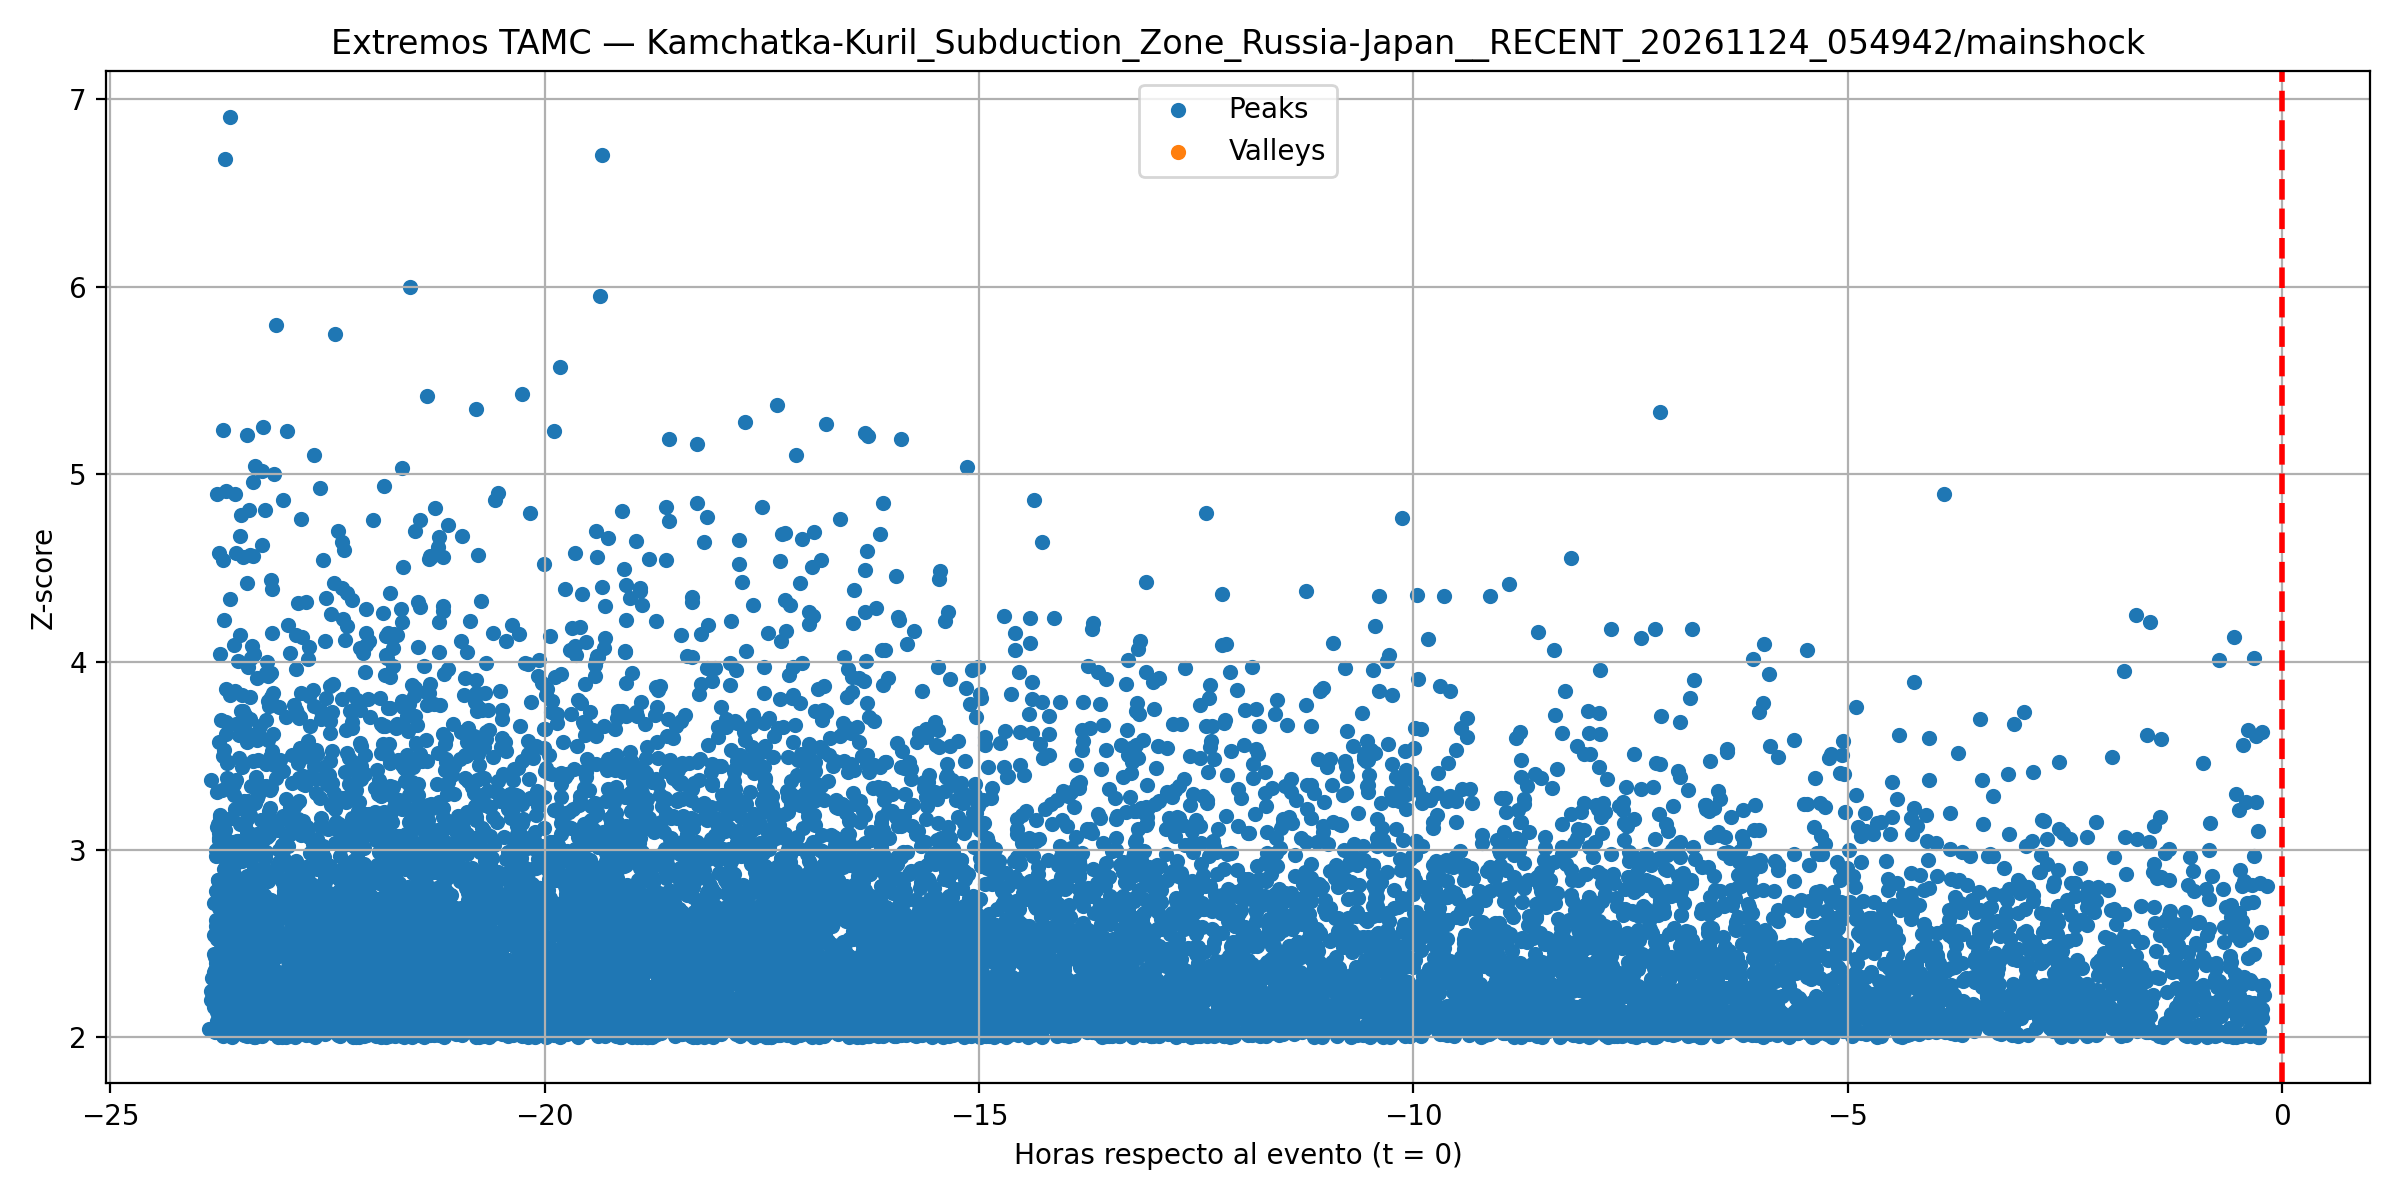 Extremos TAMC — Kamchatka-Kuril_Subduction_Zone_Russia-Japan__RECENT_20261124_054942/mainshock
Peaks
Valleys
Z-score
7
6
5
4
3
2
−25
−20
−15
−10
−5
0
Horas respecto al evento (t = 0)